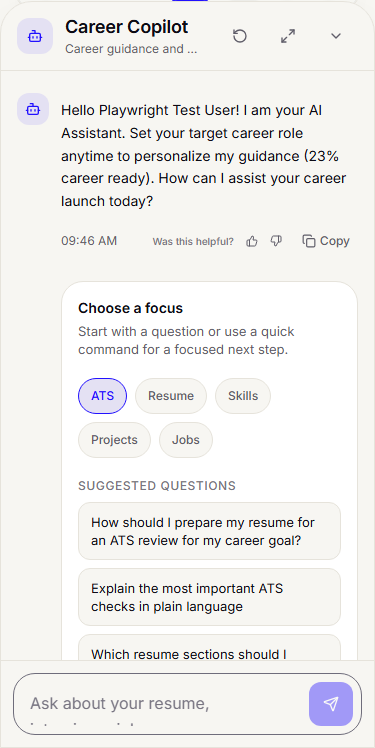 Career Copilot
Career guidance and ...
Hello Playwright Test User! I am your AI
Assistant. Set your target career role
anytime to personalize my guidance (23%
career ready). How can I assist your career
launch today?
09:46 AM
Was this helpful?
Copy
Choose a focus
Start with a question or use a quick
command for a focused next step.
ATS
Resume
Skills
Projects
Jobs
SUGGESTED QUESTIONS
How should I prepare my resume for
an ATS review for my career goal?
Explain the most important ATS
checks in plain language
Which resume sections should I
Ask about your resume,